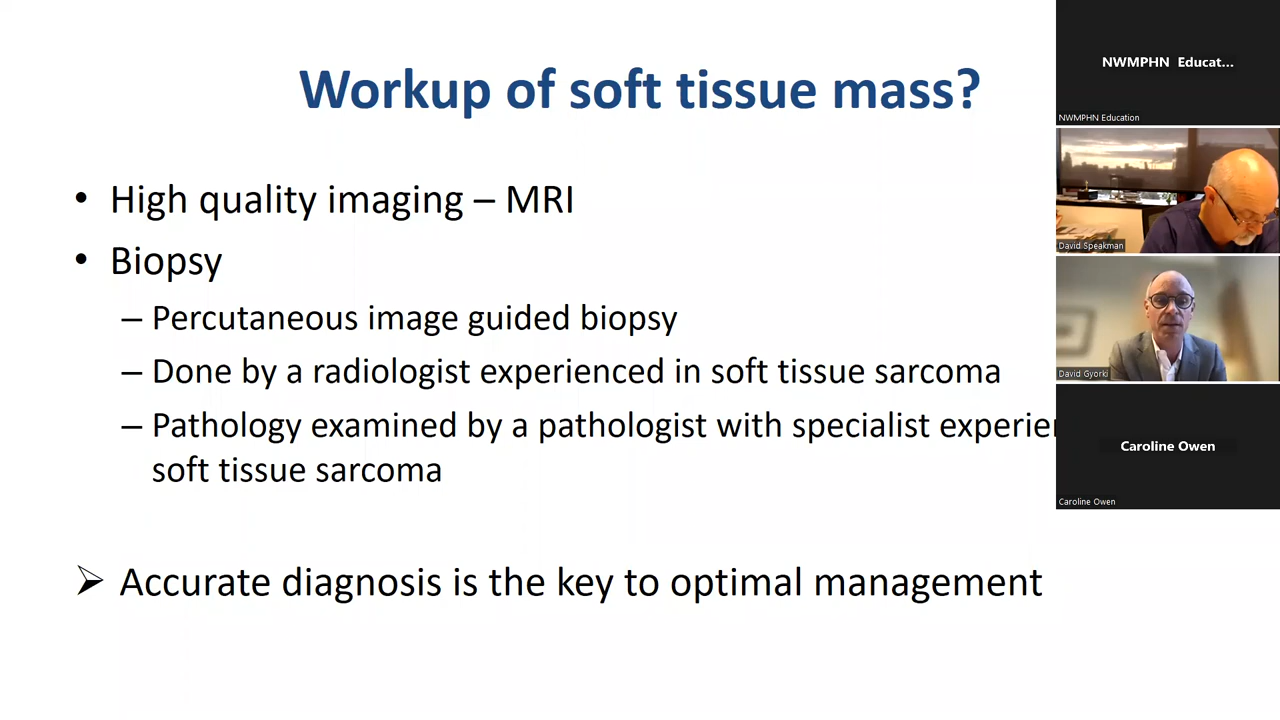 Workup of soft tissue mass?
• High quality imaging – MRI
• Biopsy
– Percutaneous image guided biopsy
– Done by a radiologist experienced in soft tissue sarcoma
– Pathology examined by a pathologist with specialist
soft tissue sarcoma
➢ Accurate diagnosis is the key to optimal management
NWMPHN Educat...
NWMPHN Education
David Speakman
David Gyorki
Caroline Owen
Caroline Owen